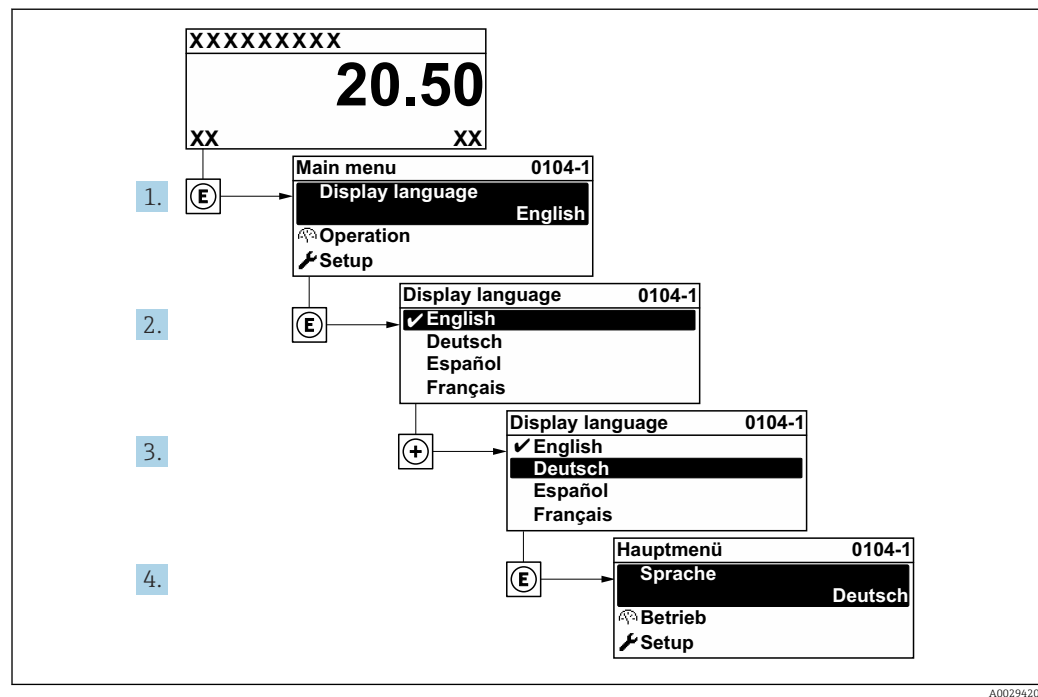 XXXXXXXXX
20.50
XX XX
1. E
Main menu 0104-1
Display language
English
Operation
Setup
2. E
Display language 0104-1
✔ English
Deutsch
Español
Français
3. +
Display language 0104-1
✔ English
Deutsch
Español
Français
4. E
Hauptmenü 0104-1
Sprache
Deutsch
Betrieb
Setup
A0029420